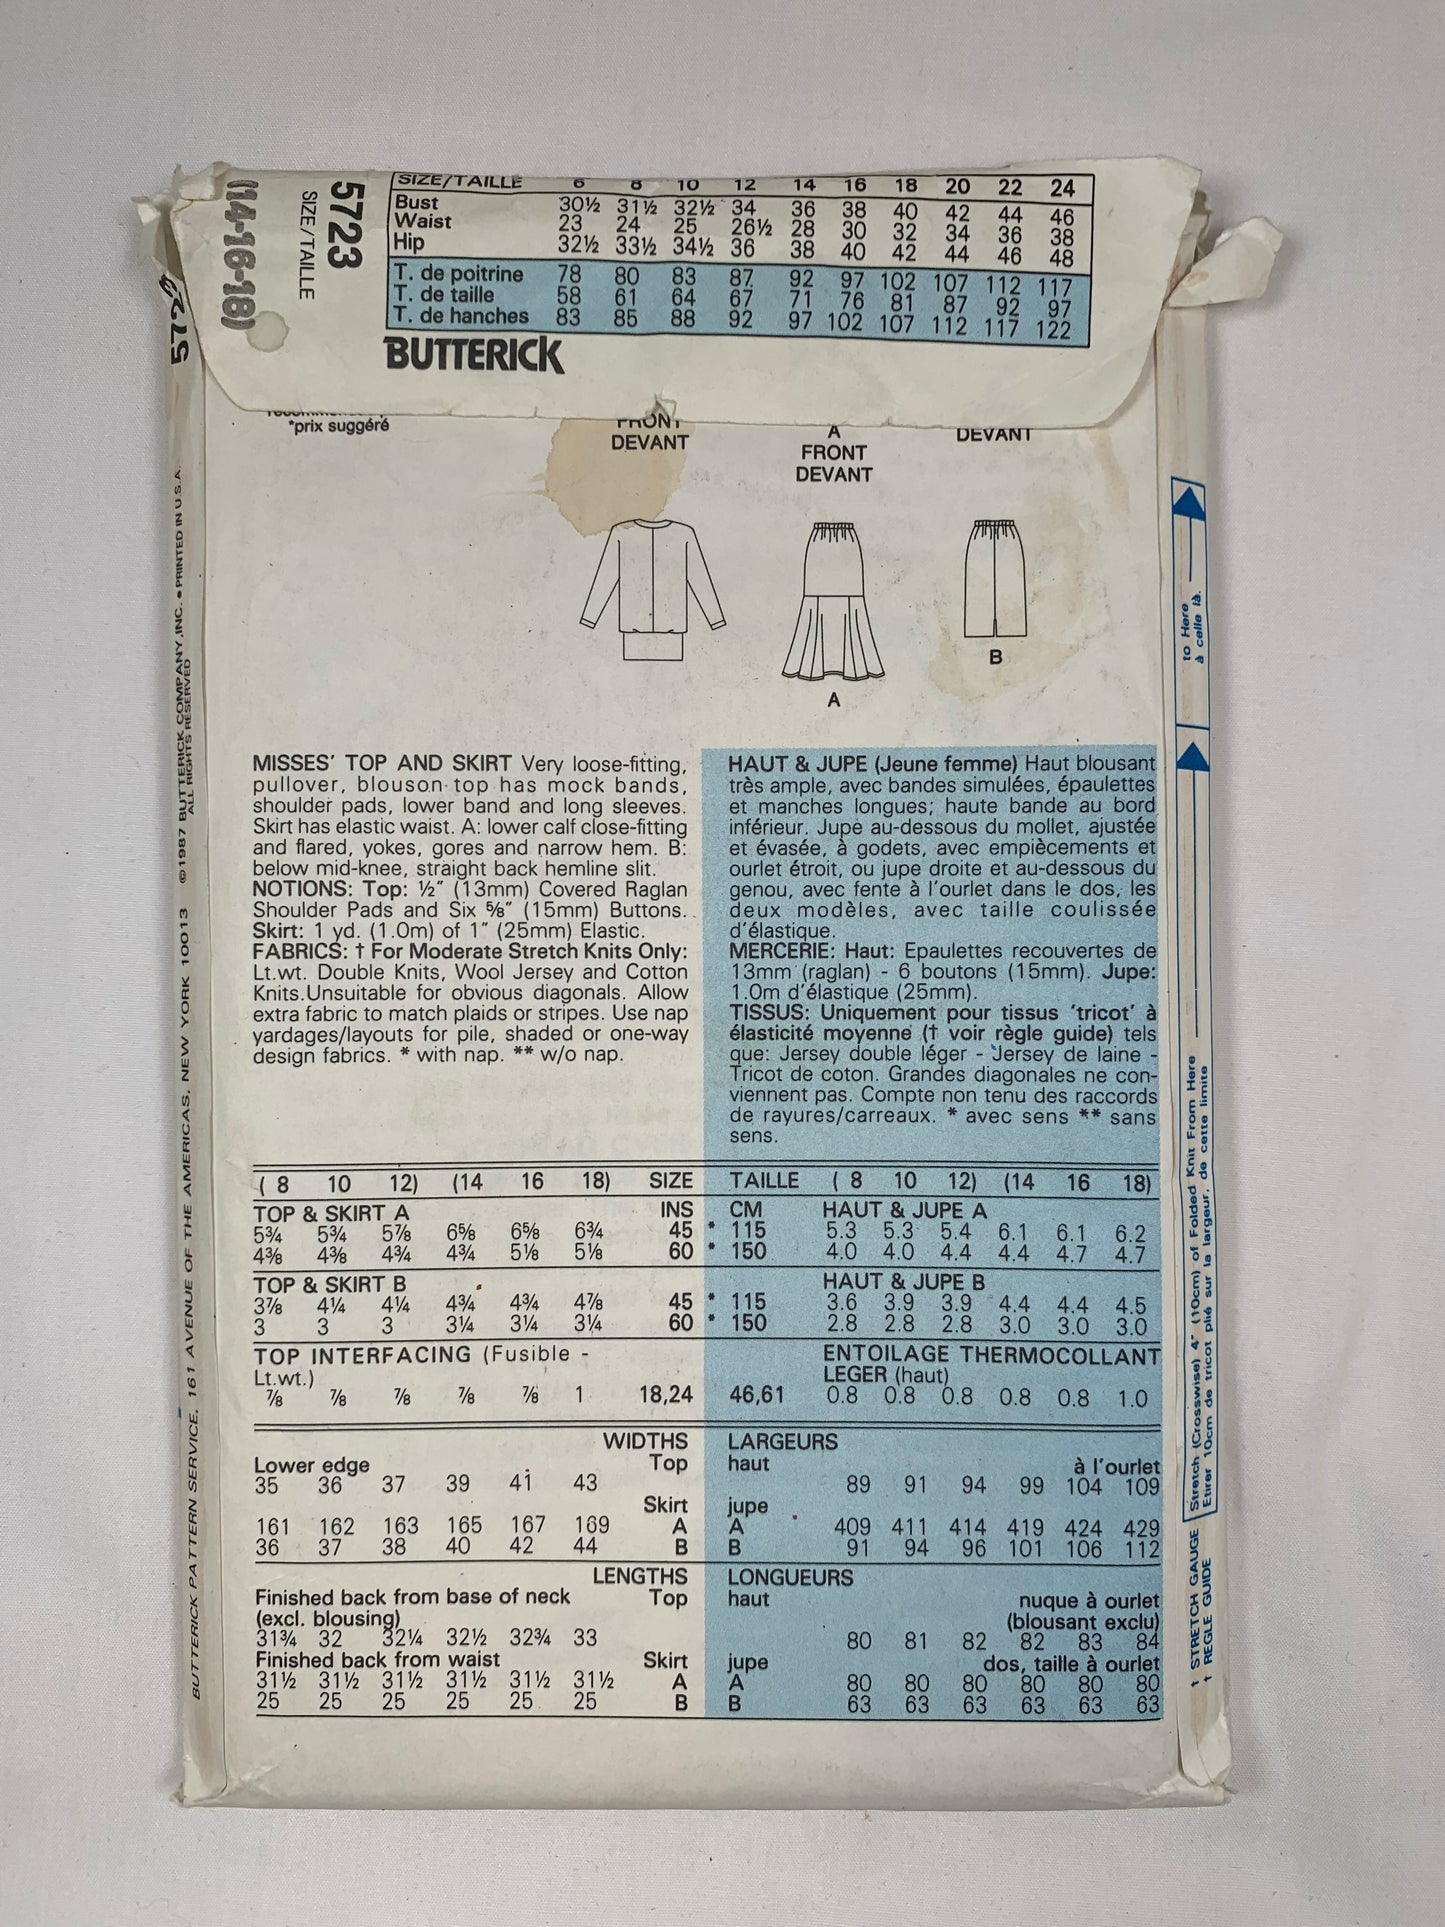 (14-16-18)
SIZE/TAILLE
5723
SIZE/TAILLE 6 8 10 12 14 16 18 20 22 24
Bust 30½ 31½ 32½ 34 36 38 40 42 44 46
Waist 23 24 25 26½ 28 30 32 34 36 38
Hip 32½ 33½ 34½ 36 38 40 42 44 46 48
T. de poitrine 78 80 83 87 92 97 102 107 112 117
T. de taille 58 61 64 67 71 76 81 87 92 97
T. de hanches 83 85 88 92 97 102 107 112 117 122
BUTTERICK
*prix suggéré
FRONT
DEVANT
A
FRONT
DEVANT
DEVANT
A
B
MISSES' TOP AND SKIRT Very loose-fitting,
pullover, blouson top has mock bands,
shoulder pads, lower band and long sleeves.
Skirt has elastic waist. A: lower calf close-fitting
and flared, yokes, gores and narrow hem. B:
below mid-knee, straight back hemline slit.
NOTIONS: Top: ½" (13mm) Covered Raglan
Shoulder Pads and Six ⅝" (15mm) Buttons.
Skirt: 1 yd. (1.0m) of 1" (25mm) Elastic.
FABRICS: † For Moderate Stretch Knits Only:
Lt.wt. Double Knits, Wool Jersey and Cotton
Knits.Unsuitable for obvious diagonals. Allow
extra fabric to match plaids or stripes. Use nap
yardages/layouts for pile, shaded or one-way
design fabrics. * with nap. ** w/o nap.
HAUT & JUPE (Jeune femme) Haut blousant
très ample, avec bandes simulées, épaulettes
et manches longues; haute bande au bord
inférieur. Jupe au-dessous du mollet, ajustée
et évasée, à godets, avec empiècements et
ourlet étroit, ou jupe droite et au-dessous du
genou, avec fente à l'ourlet dans le dos, les
deux modèles, avec taille coulissée
d'élastique.
MERCERIE: Haut: Epaulettes recouvertes de
13mm (raglan) - 6 boutons (15mm). Jupe:
1.0m d'élastique (25mm).
TISSUS: Uniquement pour tissus 'tricot' à
élasticité moyenne († voir règle guide) tels
que: Jersey double léger - Jersey de laine -
Tricot de coton. Grandes diagonales ne con-
viennent pas. Compte non tenu des raccords
de rayures/carreaux. * avec sens ** sans
sens.
( 8 10 12) (14 16 18) SIZE TAILLE ( 8 10 12) (14 16 18)
TOP & SKIRT A INS CM HAUT & JUPE A
5¾ 5¾ 5⅞ 6⅝ 6⅝ 6¾ 45 * 115 5.3 5.3 5.4 6.1 6.1 6.2
4⅜ 4⅜ 4¾ 4¾ 5⅛ 5⅛ 60 * 150 4.0 4.0 4.4 4.4 4.7 4.7
TOP & SKIRT B HAUT & JUPE B
3⅞ 4¼ 4¼ 4¾ 4¾ 4⅞ 45 * 115 3.6 3.9 3.9 4.4 4.4 4.5
3 3 3 3¼ 3¼ 3¼ 60 * 150 2.8 2.8 2.8 3.0 3.0 3.0
TOP INTERFACING (Fusible - ENTOILAGE THERMOCOLLANT
Lt.wt.) LEGER (haut)
⅞ ⅞ ⅞ ⅞ ⅞ 1 18,24 46,61 0.8 0.8 0.8 0.8 0.8 1.0
WIDTHS LARGEURS
Lower edge Top haut à l'ourlet
35 36 37 39 41 43 89 91 94 99 104 109
Skirt jupe
161 162 163 165 167 169 A A 409 411 414 419 424 429
36 37 38 40 42 44 B B 91 94 96 101 106 112
LENGTHS LONGUEURS
Finished back from base of neck Top haut nuque à ourlet
(excl. blousing) (blousant exclu)
31¾ 32 32¼ 32½ 32¾ 33 80 81 82 82 83 84
Finished back from waist Skirt jupe dos, taille à ourlet
31½ 31½ 31½ 31½ 31½ 31½ A A 80 80 80 80 80 80
25 25 25 25 25 25 B B 63 63 63 63 63 63
BUTTERICK PATTERN SERVICE, 161 AVENUE OF THE AMERICAS, NEW YORK 10013 ©1987 BUTTERICK COMPANY, INC. • PRINTED IN U.S.A.
ALL RIGHTS RESERVED
† STRETCH GAUGE Stretch (Crosswise) 4" (10cm) of Folded Knit From Here to Here
† REGLE GUIDE Etirer 10cm de tricot plié sur la largeur, de cette limite à celle là.